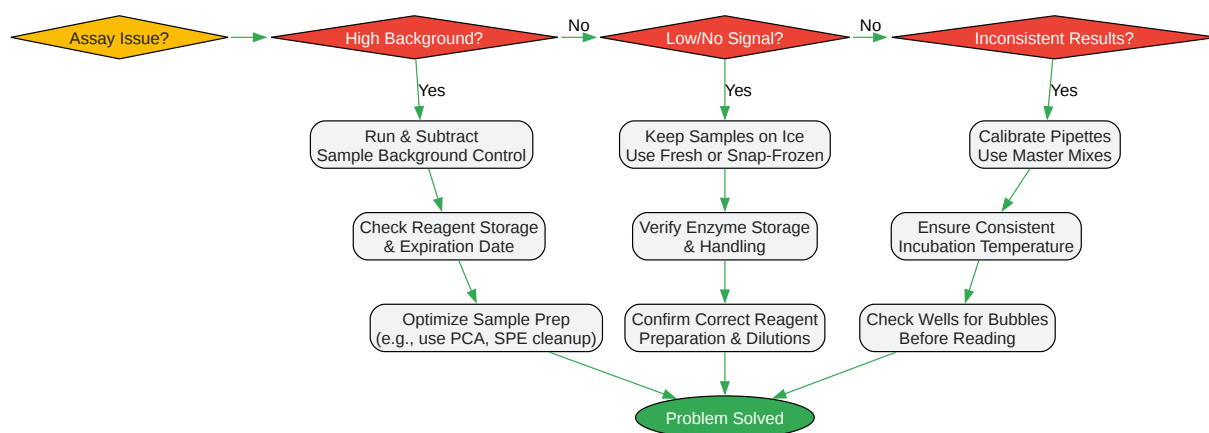 Assay Issue?
High Background?
No
Low/No Signal?
No
Inconsistent Results?
Yes
Yes
Yes
Run & Subtract
Sample Background Control
Keep Samples on Ice
Use Fresh or Snap-Frozen
Calibrate Pipettes
Use Master Mixes
Check Reagent Storage
& Expiration Date
Verify Enzyme Storage
& Handling
Ensure Consistent
Incubation Temperature
Optimize Sample Prep
(e.g., use PCA, SPE cleanup)
Confirm Correct Reagent
Preparation & Dilutions
Check Wells for Bubbles
Before Reading
Problem Solved